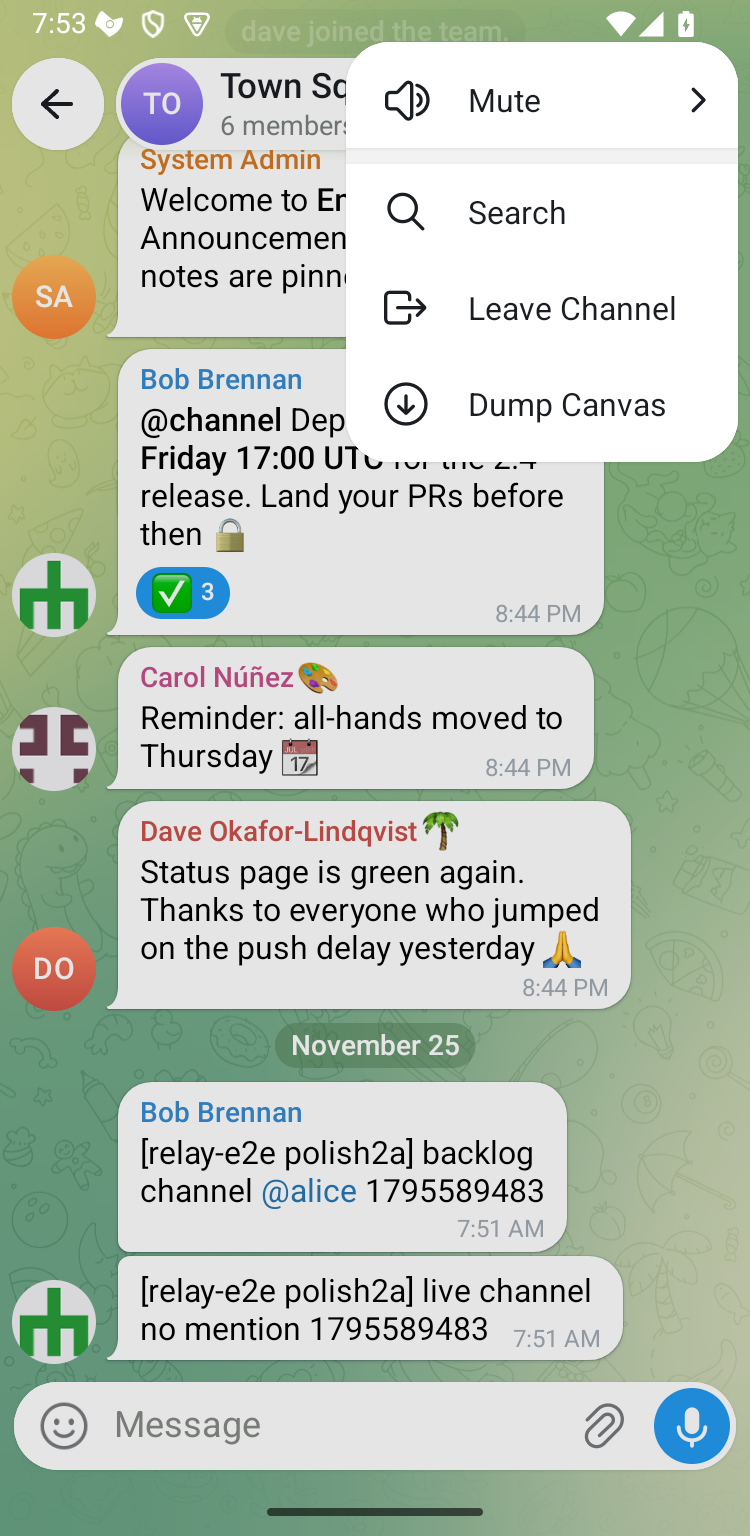 7:53
dave joined the team.
TO
Town Sq
6 members
Mute
Search
Leave Channel
Dump Canvas
System Admin
Welcome to
Announcemen
notes are pinn
SA
Bob Brennan
@channel Dep
Friday 17:00 UTC for the 2.4
release. Land your PRs before
then 🔒
✅ 3
8:44 PM
Carol Núñez🎨
Reminder: all-hands moved to
Thursday 📆
8:44 PM
Dave Okafor-Lindqvist🌴
Status page is green again.
Thanks to everyone who jumped
on the push delay yesterday 🙏
8:44 PM
DO
November 25
Bob Brennan
[relay-e2e polish2a] backlog
channel @alice 1795589483
7:51 AM
[relay-e2e polish2a] live channel
no mention 1795589483 7:51 AM
Message